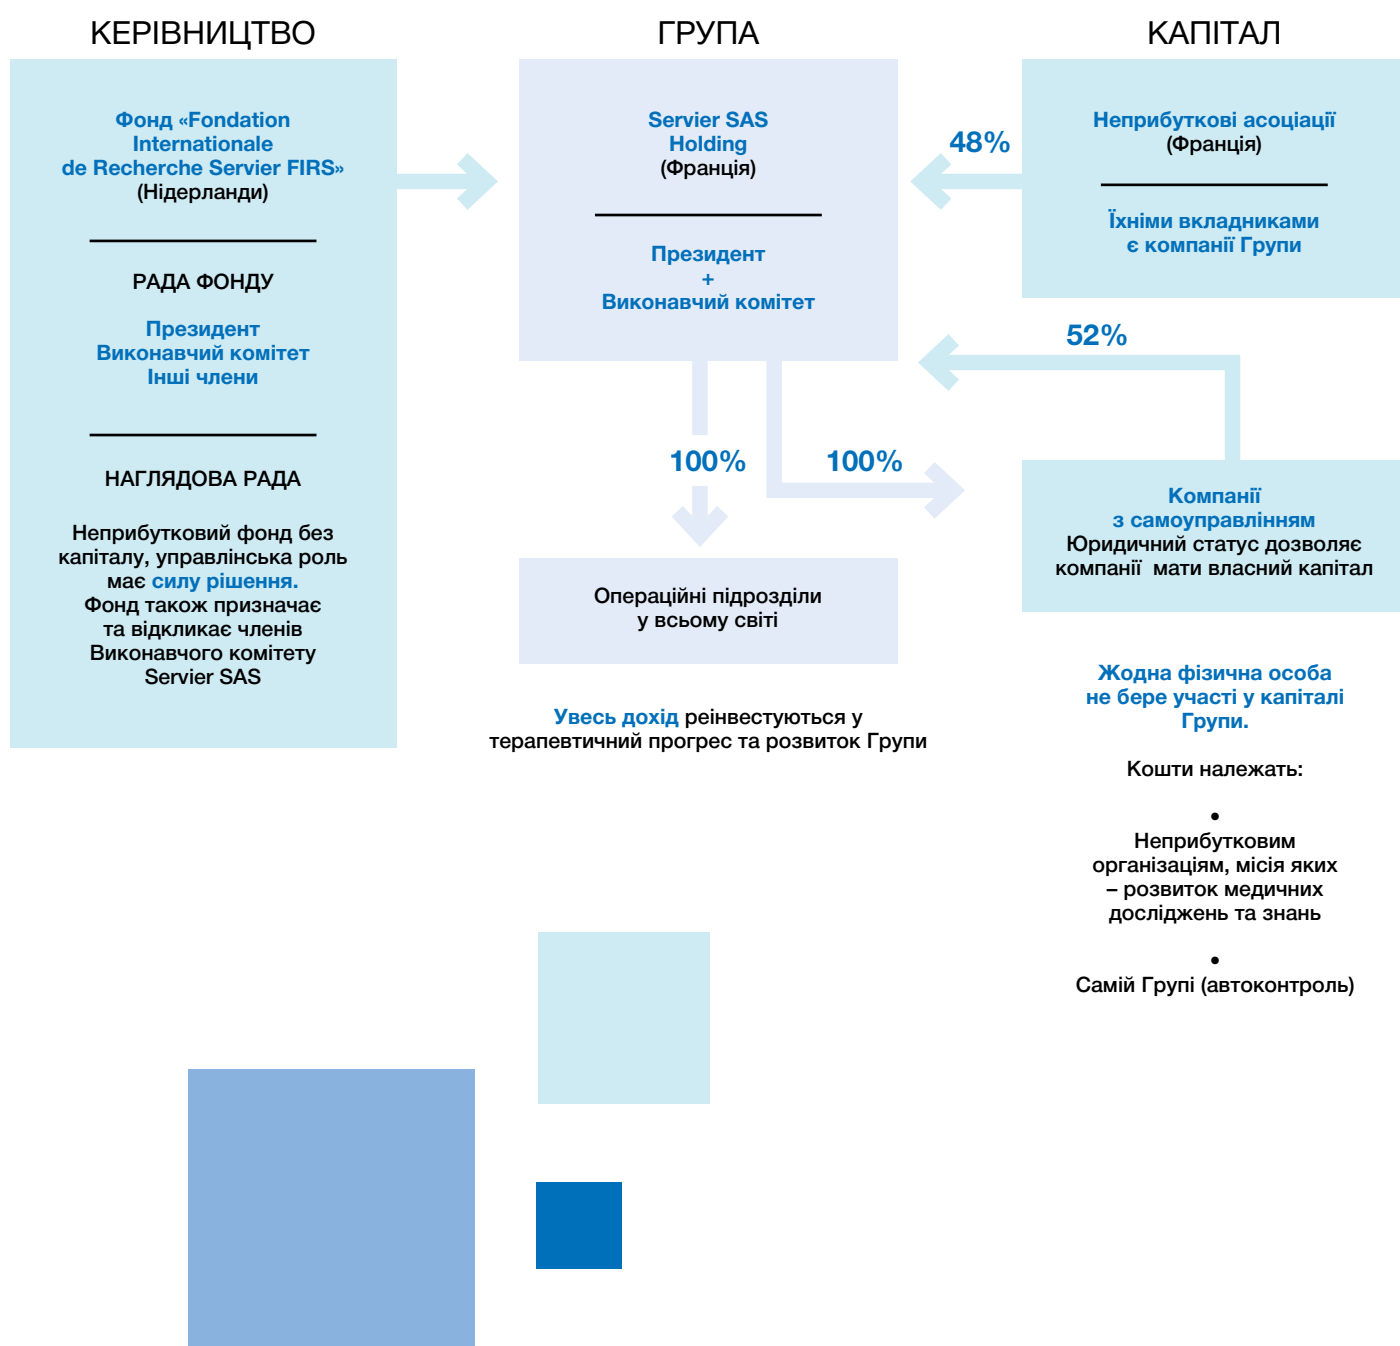 КЕРІВНИЦТВО
Фонд «Fondation
Internationale
de Recherche Servier FIRS»
(Нідерланди)
РАДА ФОНДУ
Президент
Виконавчий комітет
Інші члени
НАГЛЯДОВА РАДА
Неприбутковий фонд без
капіталу, управлінська роль
має силу рішення.
Фонд також призначає
та відкликає членів
Виконавчого комітету
Servier SAS
ГРУПА
Servier SAS
Holding
(Франція)
Президент
+
Виконавчий комітет
100%
100%
Операційні підрозділи
у всьому світі
Увесь дохід реінвестуються у
терапевтичний прогрес та розвиток Групи
КАПІТАЛ
48%
Неприбуткові асоціації
(Франція)
Їхніми вкладниками
є компанії Групи
52%
Компанії
з самоуправлінням
Юридичний статус дозволяє
компанії  мати власний капітал
Жодна фізична особа
не бере участі у капіталі
Групи.
Кошти належать:
•
Неприбутковим
організаціям, місія яких
– розвиток медичних
досліджень та знань
•
Самій Групі (автоконтроль)